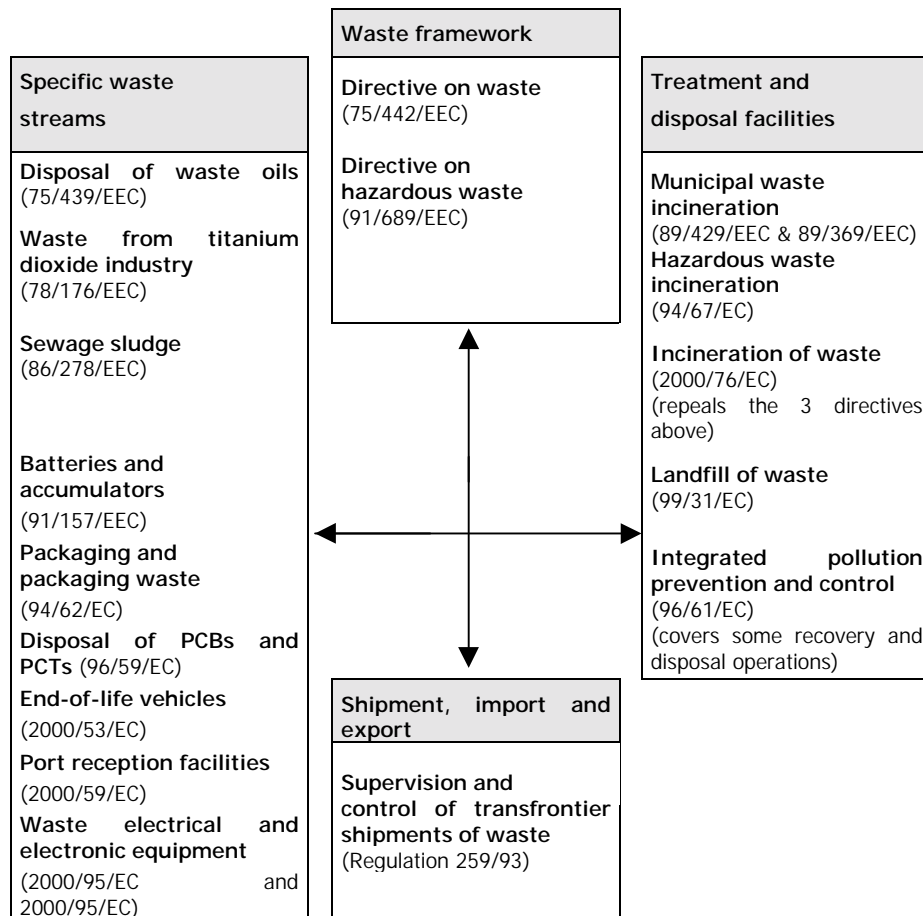 Waste framework
Directive on waste
(75/442/EEC)
Directive on
hazardous waste
(91/689/EEC)
Specific waste
streams
Disposal of waste oils
(75/439/EEC)
Waste from titanium
dioxide industry
(78/176/EEC)
Sewage sludge
(86/278/EEC)
Batteries and
accumulators
(91/157/EEC)
Packaging and
packaging waste
(94/62/EC)
Disposal of PCBs and
PCTs (96/59/EC)
End-of-life vehicles
(2000/53/EC)
Port reception facilities
(2000/59/EC)
Waste electrical and
electronic equipment
(2000/95/EC and
2000/95/EC)
Treatment and
disposal facilities
Municipal waste
incineration
(89/429/EEC & 89/369/EEC)
Hazardous waste
incineration
(94/67/EC)
Incineration of waste
(2000/76/EC)
(repeals the 3 directives
above)
Landfill of waste
(99/31/EC)
Integrated pollution
prevention and control
(96/61/EC)
(covers some recovery and
disposal operations)
Shipment, import and
export
Supervision and
control of transfrontier
shipments of waste
(Regulation 259/93)